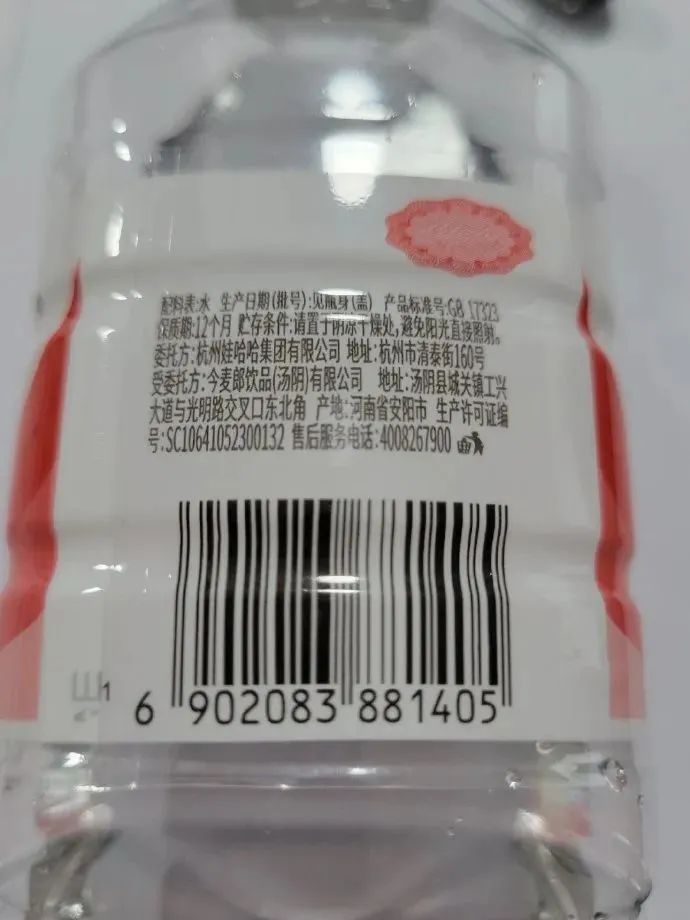 配料表:水 生产日期(批号):见瓶身(盖) 产品标准号:GB 17323
保质期:12个月 贮存条件:请置于阴凉干燥处,避免阳光直接照射。
委托方:杭州娃哈哈集团有限公司 地址:杭州市清泰街160号
受委托方:今麦郎饮品(汤阴)有限公司 地址:汤阴县城关镇工兴
大道与光明路交叉口东北角 产地:河南省安阳市 生产许可证编
号:SC10641052300132 售后服务电话:4008267900
6 902083 881405